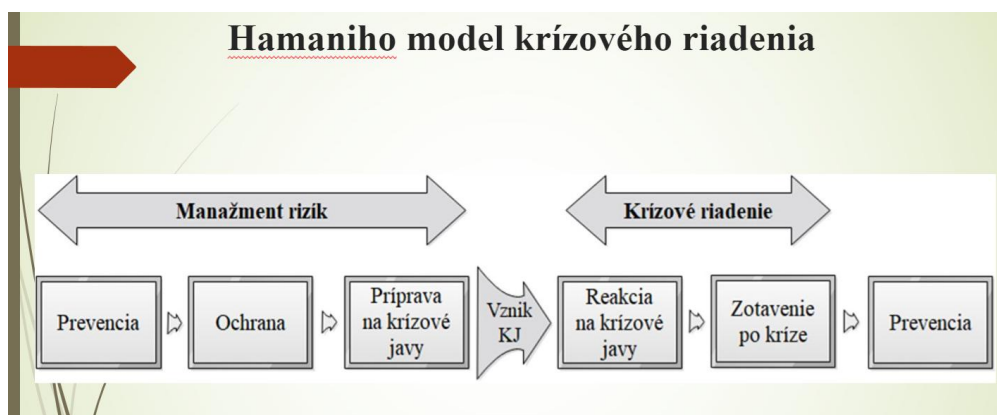 Hamaniho model krízového riadenia
Manažment rizík
Krízové riadenie
Prevencia
Ochrana
Príprava
na krízové
javy
Vznik
KJ
Reakcia
na krízové
javy
Zotavenie
po kríze
Prevencia